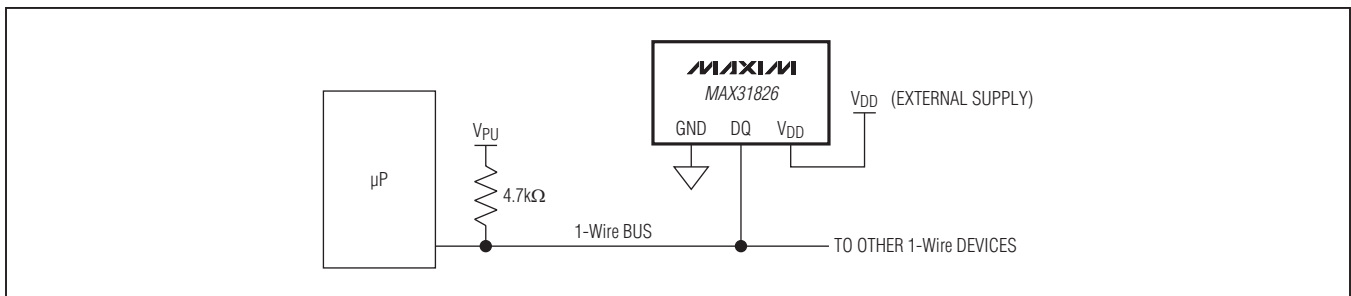 MAXIM
MAX31826
VDD (EXTERNAL SUPPLY)
GND DQ VDD
VPU
µP
4.7kΩ
1-Wire BUS
TO OTHER 1-Wire DEVICES